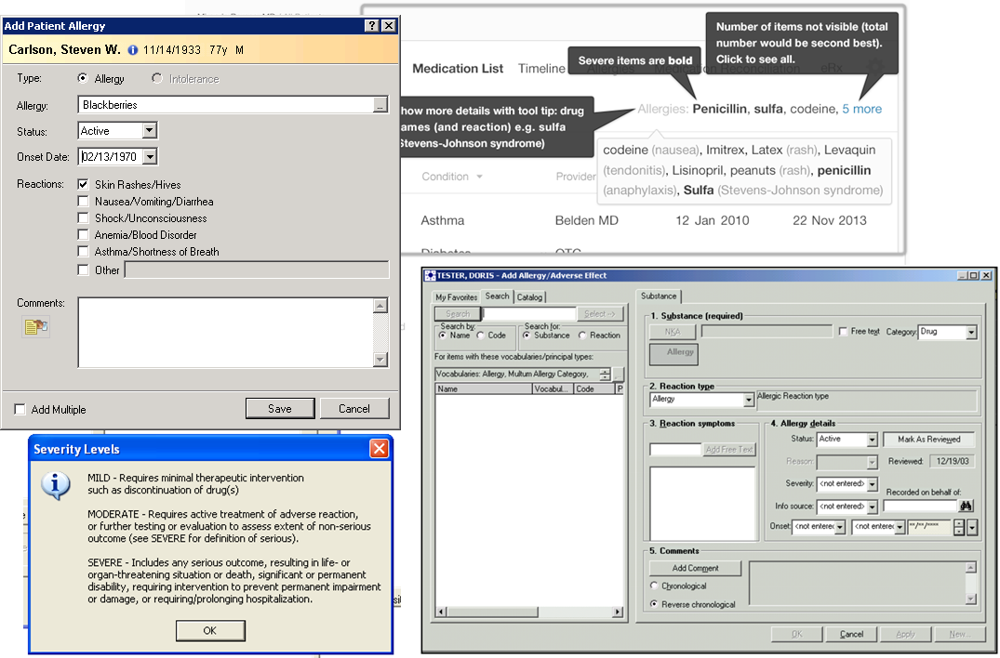 Add Patient Allergy
Carlson, Steven W. 11/14/1933 77y M
Type: Allergy Intolerance
Allergy: Blackberries ...
Status: Active
Onset Date: 02/13/1970
Reactions: Skin Rashes/Hives
Nausea/Vomiting/Diarrhea
Shock/Unconsciousness
Anemia/Blood Disorder
Asthma/Shortness of Breath
Other
Comments:
Add Multiple Save Cancel
Number of items not visible (total
number would be second best).
Click to see all.
Severe items are bold
Medication List Timeline Allergies Medication Reconciliation eRx
how more details with tool tip: drug
ames (and reaction) e.g. sulfa
Stevens-Johnson syndrome)
Allergies: Penicillin, sulfa, codeine, 5 more
codeine (nausea), Imitrex, Latex (rash), Levaquin
(tendonitis), Lisinopril, peanuts (rash), penicillin
(anaphylaxis), Sulfa (Stevens-Johnson syndrome)
Condition Provider
Asthma Belden MD 12 Jan 2010 22 Nov 2013
Diabetes OTC
Severity Levels
MILD - Requires minimal therapeutic intervention
such as discontinuation of drug(s)
MODERATE - Requires active treatment of adverse reaction,
or further testing or evaluation to assess extent of non-serious
outcome (see SEVERE for definition of serious).
SEVERE - Includes any serious outcome, resulting in life- or
organ-threatening situation or death, significant or permanent
disability, requiring intervention to prevent permanent impairment
or damage, or requiring/prolonging hospitalization.
OK
TESTER, DORIS - Add Allergy/Adverse Effect
My Favorites Search Catalog
Search Select ->
Search by: Search for:
Name Code Substance Reaction
For items with these vocabularies/principal types:
Vocabularies: Allergy, Multum Allergy Category, ...
Name Vocabul... Code P
Substance
1. Substance (required)
NKA Free text Category: Drug
Allergy
2. Reaction type
Allergy Allergic Reaction type
3. Reaction symptoms
Add Free Text
4. Allergy details
Status: Active Mark As Reviewed
Reason: Reviewed: 12/19/03
Severity: <not entered>
Recorded on behalf of:
Info source: <not entered>
Onset: <not enterec <not enterec **/**/****
5. Comments
Add Comment
Chronological
Reverse chronological
OK Cancel Apply New...